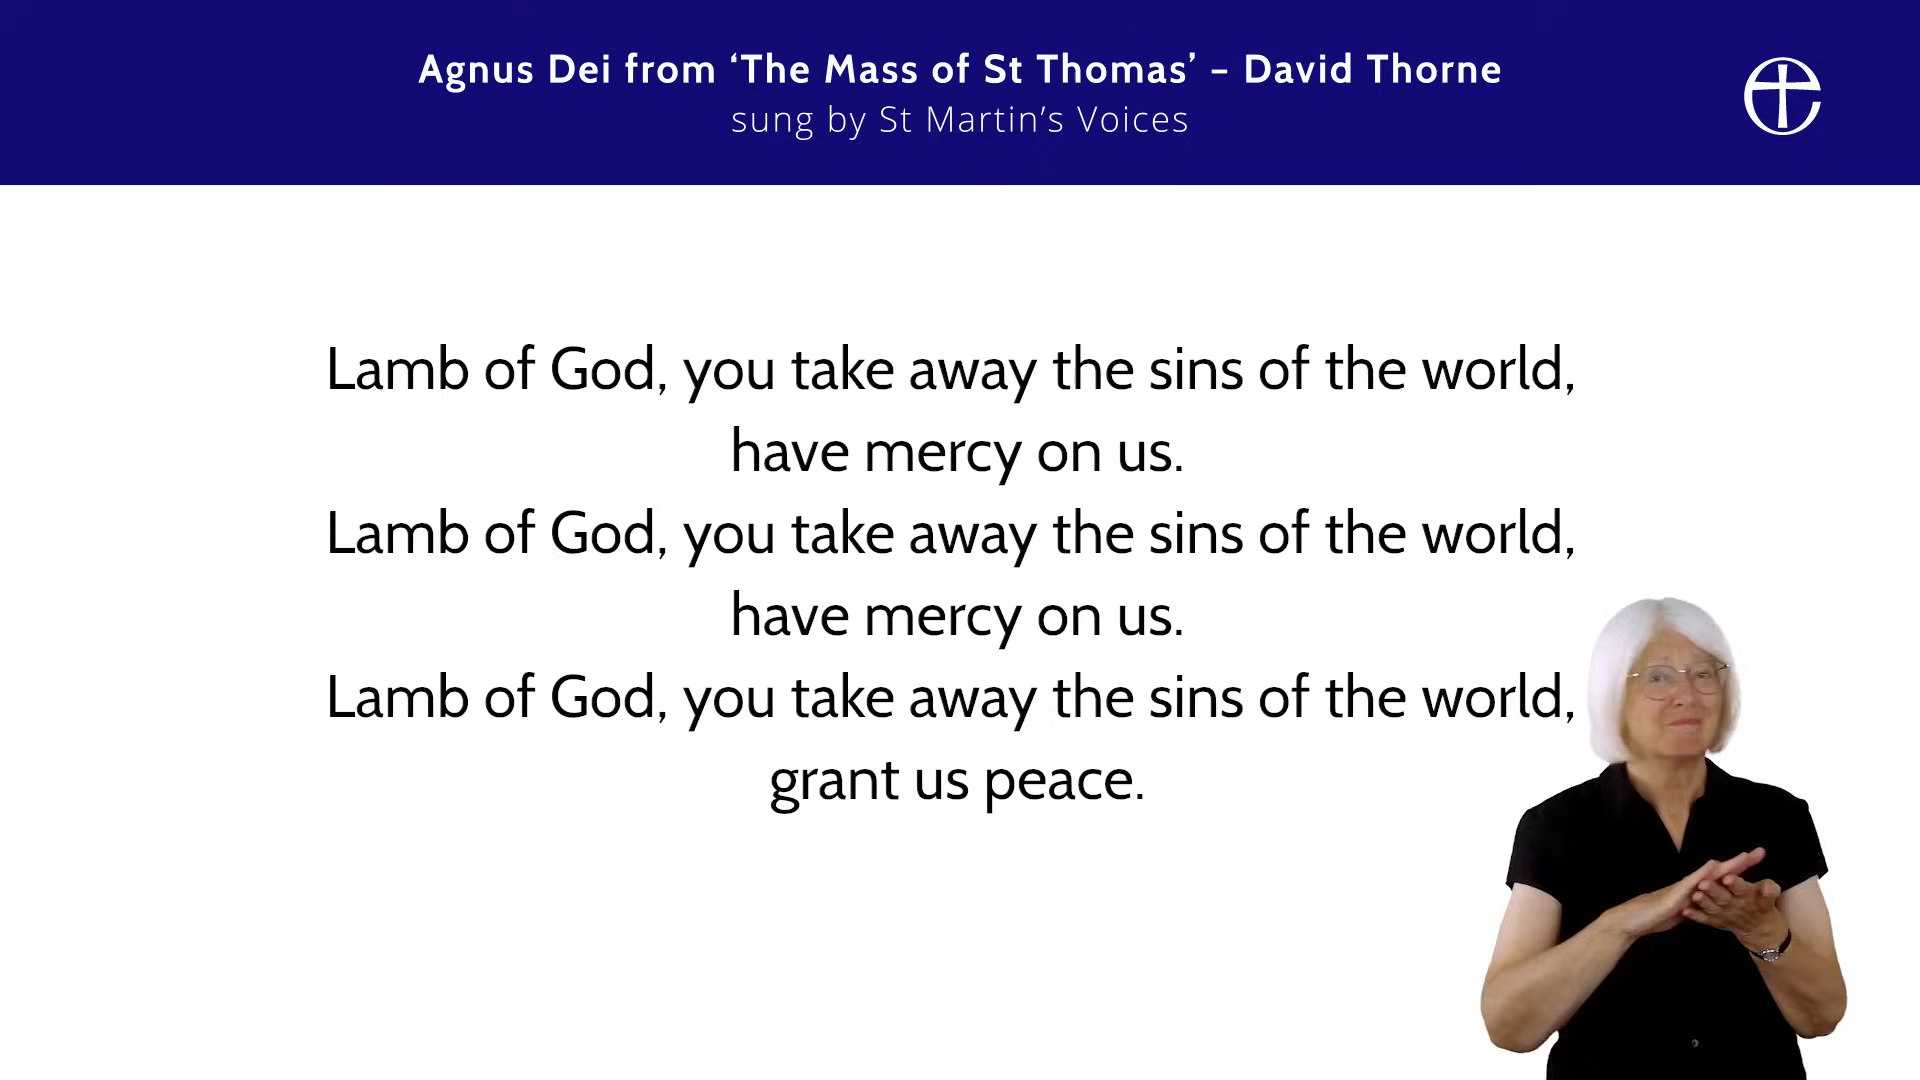 Agnus Dei from ‘The Mass of St Thomas’ – David Thorne
sung by St Martin’s Voices
Lamb of God, you take away the sins of the world,
have mercy on us.
Lamb of God, you take away the sins of the world,
have mercy on us.
Lamb of God, you take away the sins of the world,
grant us peace.